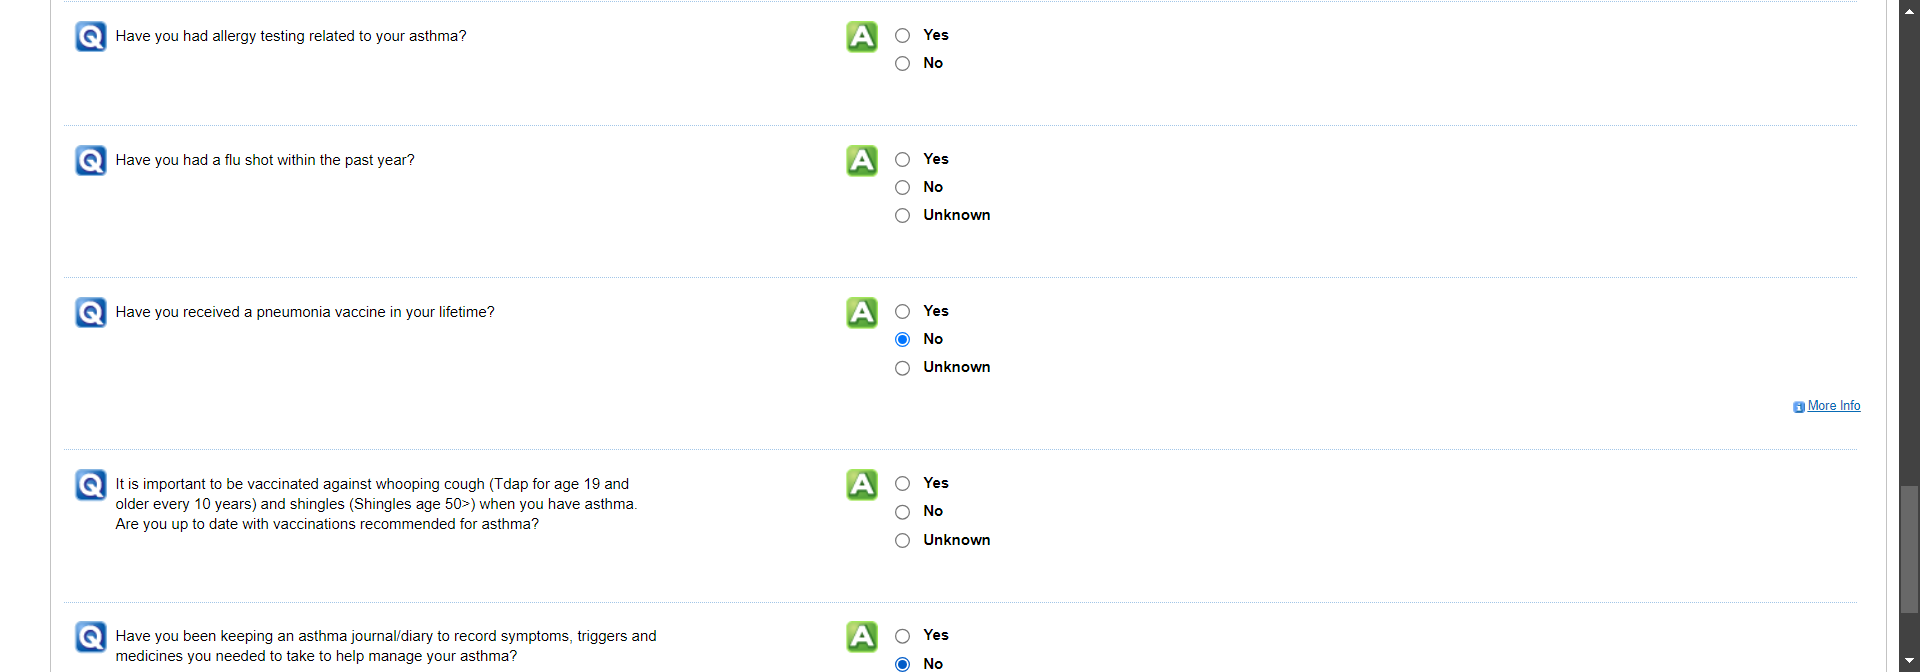 Q Have you had allergy testing related to your asthma?
A Yes
No
Q Have you had a flu shot within the past year?
A Yes
No
Unknown
Q Have you received a pneumonia vaccine in your lifetime?
A Yes
No
Unknown
i More Info
Q It is important to be vaccinated against whooping cough (Tdap for age 19 and
older every 10 years) and shingles (Shingles age 50>) when you have asthma.
Are you up to date with vaccinations recommended for asthma?
A Yes
No
Unknown
Q Have you been keeping an asthma journal/diary to record symptoms, triggers and
medicines you needed to take to help manage your asthma?
A Yes
No